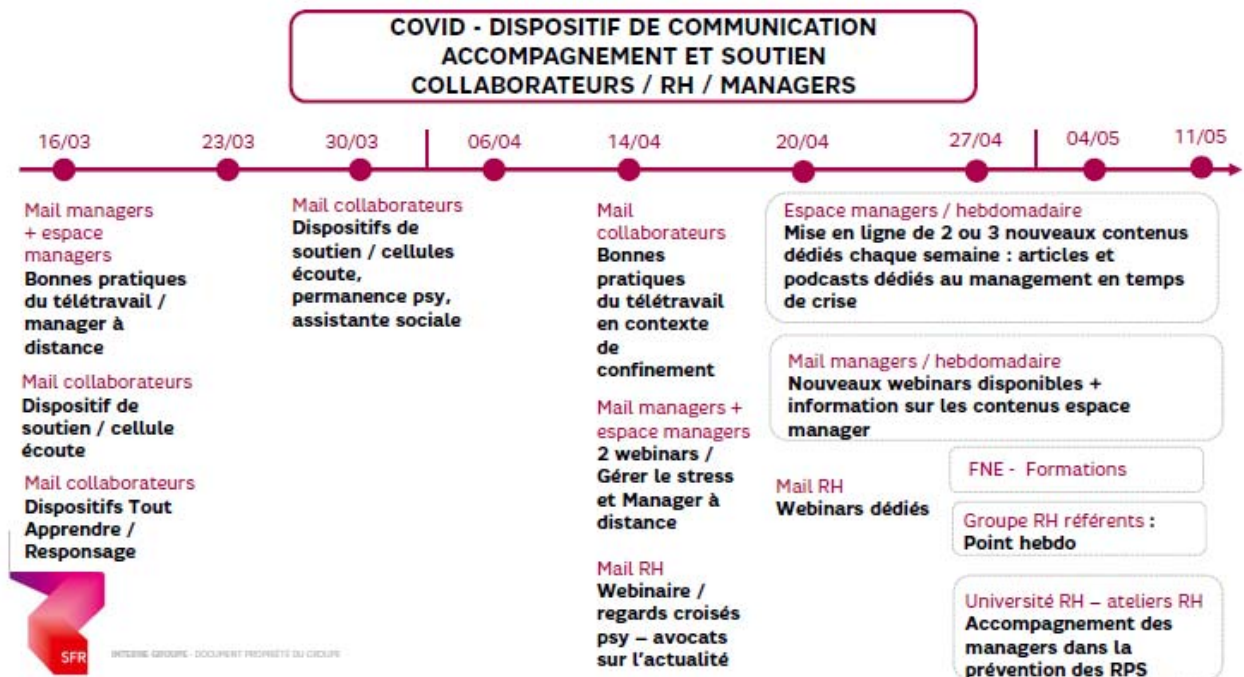 COVID - DISPOSITIF DE COMMUNICATION
ACCOMPAGNEMENT ET SOUTIEN
COLLABORATEURS / RH / MANAGERS
16/03
23/03
30/03
06/04
14/04
20/04
27/04
04/05
11/05
Mail managers
+ espace
managers
Bonnes pratiques
du télétravail /
manager à
distance
Mail collaborateurs
Dispositif de
soutien / cellule
écoute
Mail collaborateurs
Dispositifs Tout
Apprendre /
Responsage
Mail collaborateurs
Dispositifs de
soutien / cellules
écoute,
permanence psy,
assistante sociale
Mail
collaborateurs
Bonnes
pratiques
du télétravail
en contexte
de
confinement
Mail managers +
espace managers
2 webinars /
Gérer le stress
et Manager à
distance
Mail RH
Webinaire /
regards croisés
psy – avocats
sur l'actualité
Espace managers / hebdomadaire
Mise en ligne de 2 ou 3 nouveaux contenus
dédiés chaque semaine : articles et
podcasts dédiés au management en temps
de crise
Mail managers / hebdomadaire
Nouveaux webinars disponibles +
information sur les contenus espace
manager
Mail RH
Webinars dédiés
FNE - Formations
Groupe RH référents :
Point hebdo
Université RH – ateliers RH
Accompagnement des
managers dans la
prévention des RPS
SFR
INTERNE GROUPE - DOCUMENT PROPRIÉTÉ DU GROUPE